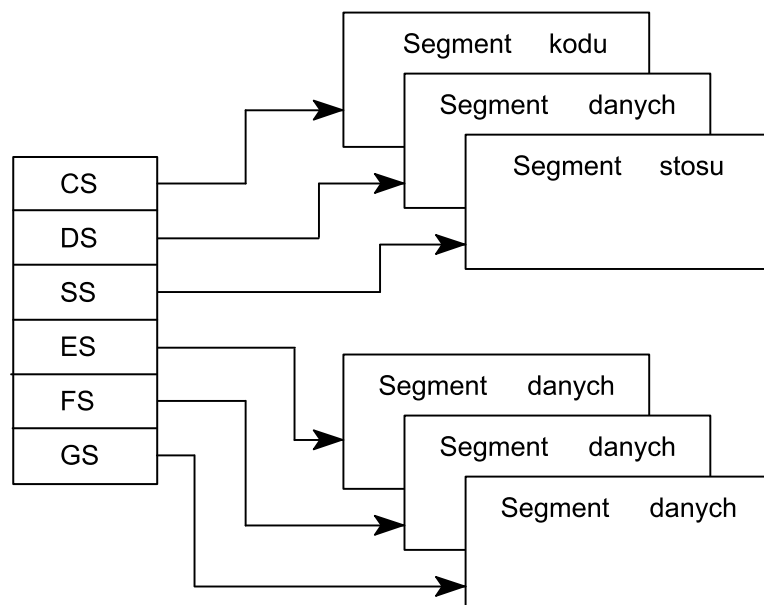 Segment kodu
Segment danych
Segment stosu
CS
DS
SS
ES
FS
GS
Segment danych
Segment danych
Segment danych